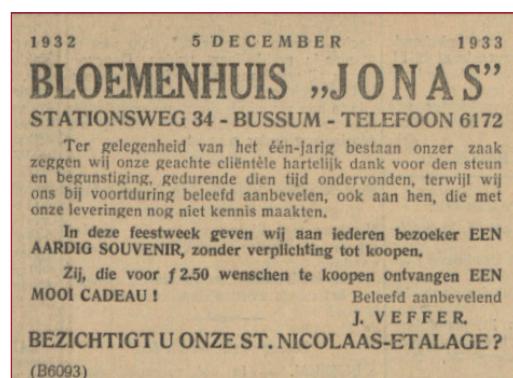 1932 5 DECEMBER 1933
BLOEMENHUIS „JONAS”
STATIONSWEG 34 - BUSSUM - TELEFOON 6172
Ter gelegenheid van het één-jarig bestaan onzer zaak
zeggen wij onze geachte cliëntèle hartelijk dank voor den steun
en begunstiging, gedurende dien tijd ondervonden, terwijl wij
ons bij voortduring beleefd aanbevelen, ook aan hen, die met
onze leveringen nog niet kennis maakten.
In deze feestweek geven wij aan iederen bezoeker EEN
AARDIG SOUVENIR, zonder verplichting tot koopen.
Zij, die voor ƒ 2.50 wenschen te koopen ontvangen EEN
MOOI CADEAU ! Beleefd aanbevelend
J. VEFFER.
BEZICHTIGT U ONZE ST. NICOLAAS-ETALAGE ?
(B6093)